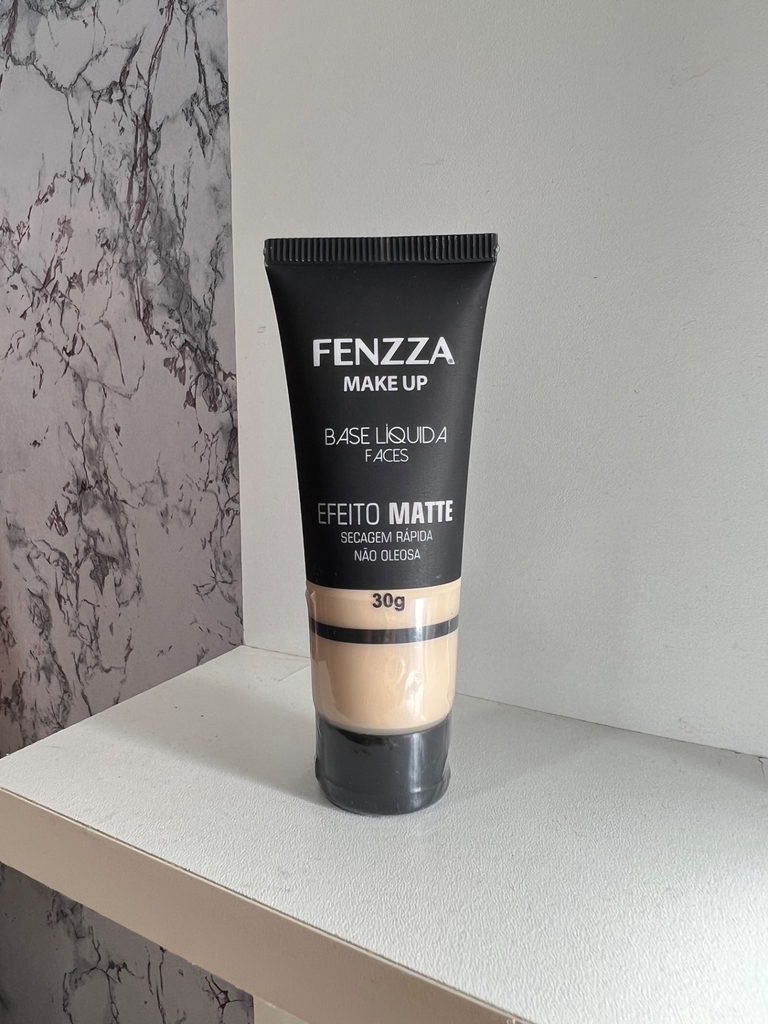 FENZZA
MAKE UP
BASE LÍQUIDA
FACES
EFEITO MATTE
SECAGEM RÁPIDA
NÃO OLEOSA
30g